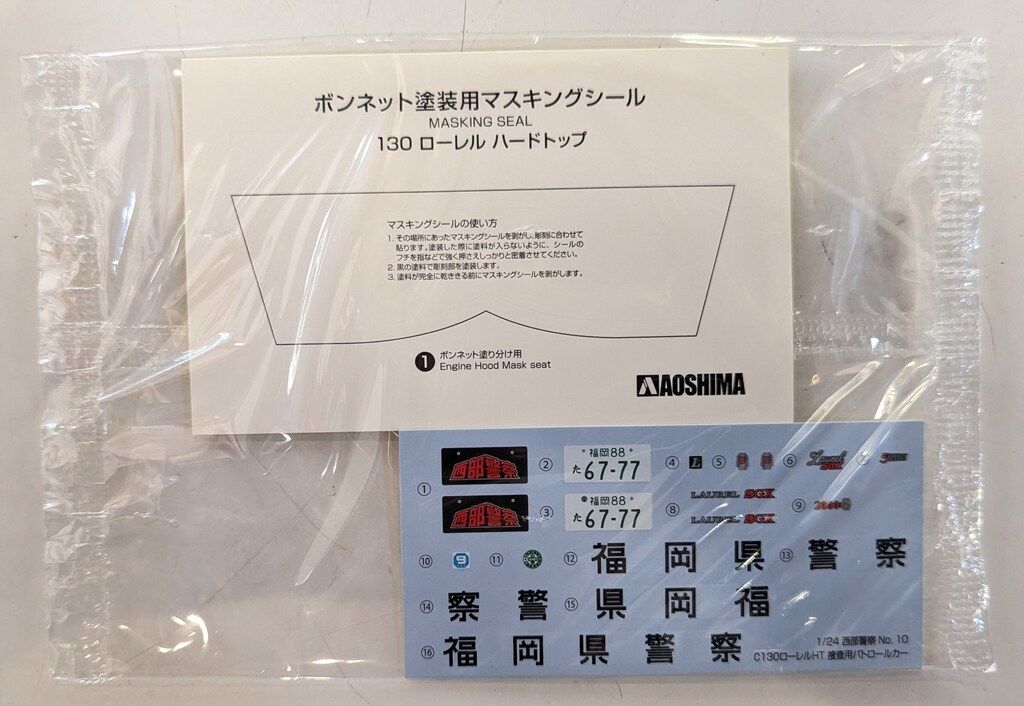 ボンネット塗装用マスキングシール
MASKING SEAL
130 ローレル ハードトップ
マスキングシールの使い方
1. その場所にあったマスキングシールを剥がし、彫刻に合わせて
貼ります。塗装した際に塗料が入らないように、シールの
フチを指などで強く押さえしっかりと密着させてください。
2. 黒の塗料で彫刻部を塗装します。
3. 塗料が完全に乾ききる前にマスキングシールを剥がします。
1 ボンネット塗り分け用
Engine Hood Mask seat
AOSHIMA
① 西部警察
西部警察
② 福岡88
た 67-77
③ 福岡88
た 67-77
④ L ⑤ ⑥ Laurel SGX
⑧ LAUREL SGX
LAUREL SGX
⑨
⑩ ⑪ ⑫ 福岡県 ⑬ 警察
⑭ 察警 ⑮ 県岡福
⑯ 福岡県警察
1/24 西部警察 No. 10
C130ローレルHT 捜査用パトロールカー